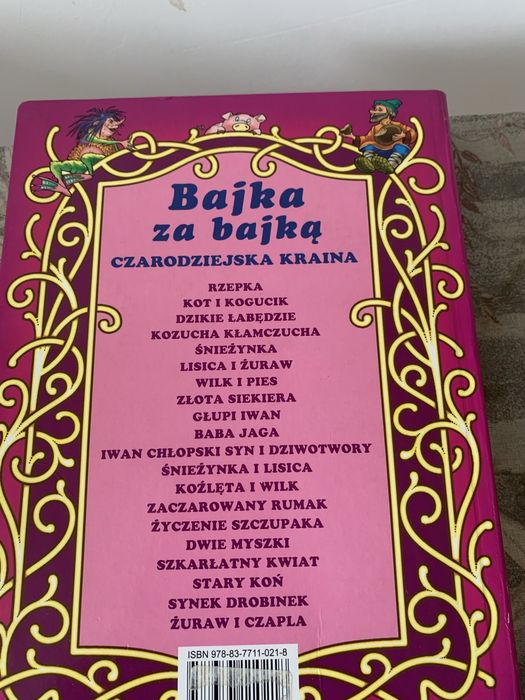 Bajka
za bajką
CZARODZIEJSKA KRAINA
RZEPKA
KOT I KOGUCIK
DZIKIE ŁABĘDZIE
KOZUCHA KŁAMCZUCHA
ŚNIEŻYNKA
LISICA I ŻURAW
WILK I PIES
ZŁOTA SIEKIERA
GŁUPI IWAN
BABA JAGA
IWAN CHŁOPSKI SYN I DZIWOTWORY
ŚNIEŻYNKA I LISICA
KOŹLĘTA I WILK
ZACZAROWANY RUMAK
ŻYCZENIE SZCZUPAKA
DWIE MYSZKI
SZKARŁATNY KWIAT
STARY KOŃ
SYNEK DROBINEK
ŻURAW I CZAPLA
ISBN 978-83-7711-021-8